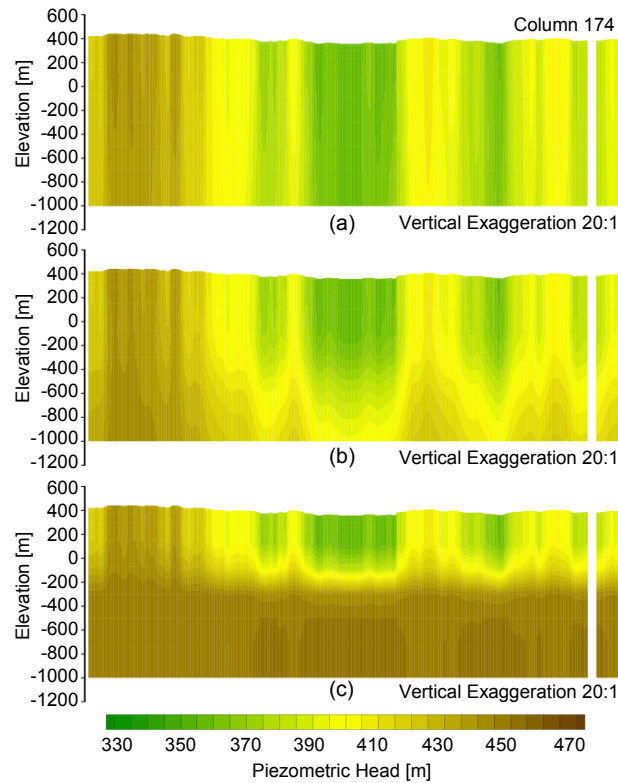 Column 174
600
400
200
0
-200
-400
-600
-800
-1000
-1200
Elevation [m]
(a)
Vertical Exaggeration 20:1
600
400
200
0
-200
-400
-600
-800
-1000
-1200
Elevation [m]
(b)
Vertical Exaggeration 20:1
600
400
200
0
-200
-400
-600
-800
-1000
-1200
Elevation [m]
(c)
Vertical Exaggeration 20:1
330 350 370 390 410 430 450 470
Piezometric Head [m]